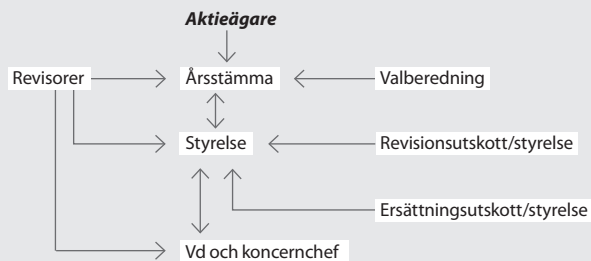 Aktieägare
Revisorer
Årsstämma
Valberedning
Styrelse
Revisionsutskott/styrelse
Ersättningsutskott/styrelse
Vd och koncernchef